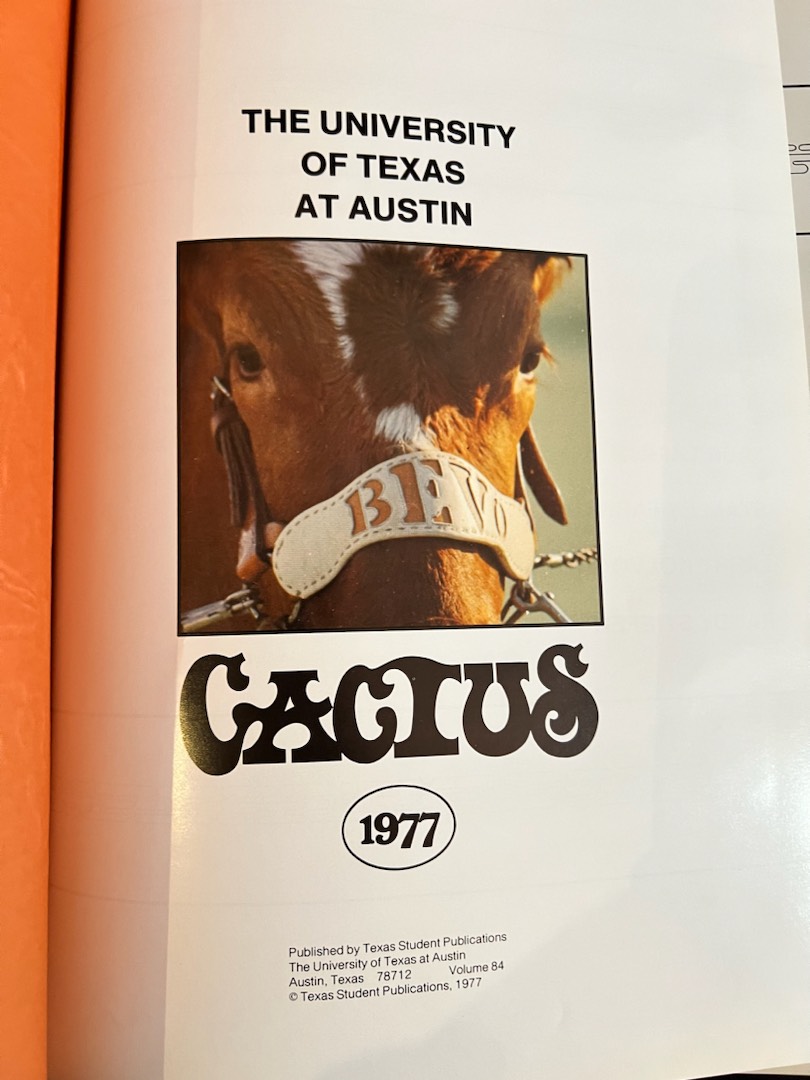 THE UNIVERSITY
OF TEXAS
AT AUSTIN
BEVO
CACTUS
1977
Published by Texas Student Publications
The University of Texas at Austin
Austin, Texas 78712 Volume 84
© Texas Student Publications, 1977